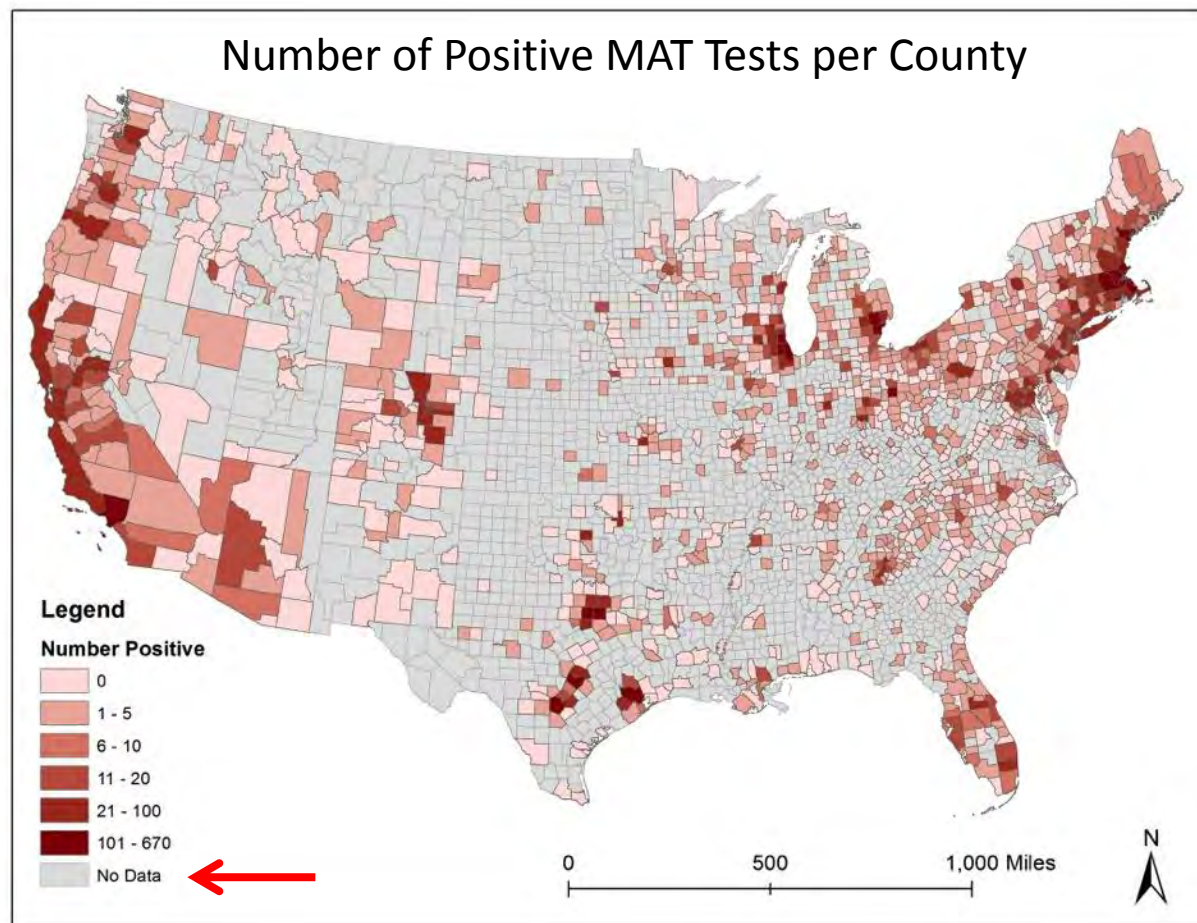 Number of Positive MAT Tests per County
Legend
Number Positive
0
1 - 5
6 - 10
11 - 20
21 - 100
101 - 670
No Data
0 500 1,000 Miles
N